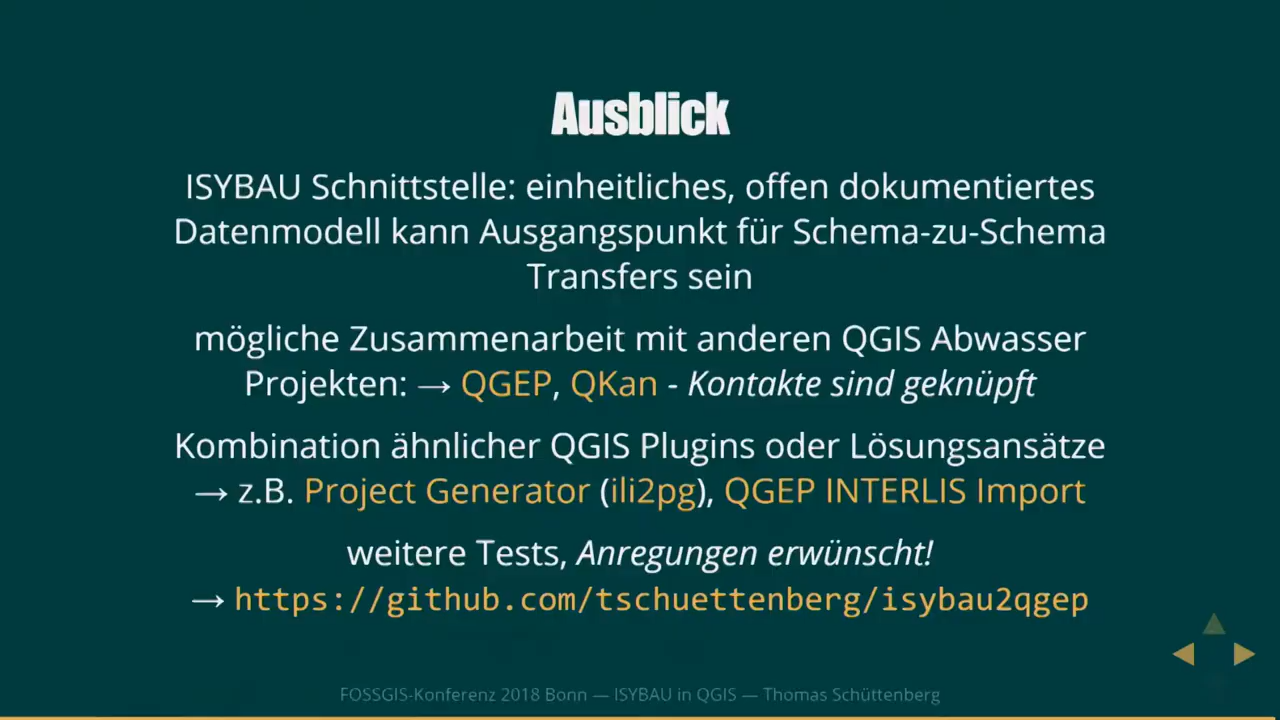 Ausblick
ISYBAU Schnittstelle: einheitliches, offen dokumentiertes
Datenmodell kann Ausgangspunkt für Schema-zu-Schema
Transfers sein
mögliche Zusammenarbeit mit anderen QGIS Abwasser
Projekten: → QGEP, QKan - Kontakte sind geknüpft
Kombination ähnlicher QGIS Plugins oder Lösungsansätze
→ z.B. Project Generator (ili2pg), QGEP INTERLIS Import
weitere Tests, Anregungen erwünscht!
→ https://github.com/tschuettenberg/isybau2qgep
FOSSGIS-Konferenz 2018 Bonn — ISYBAU in QGIS — Thomas Schüttenberg